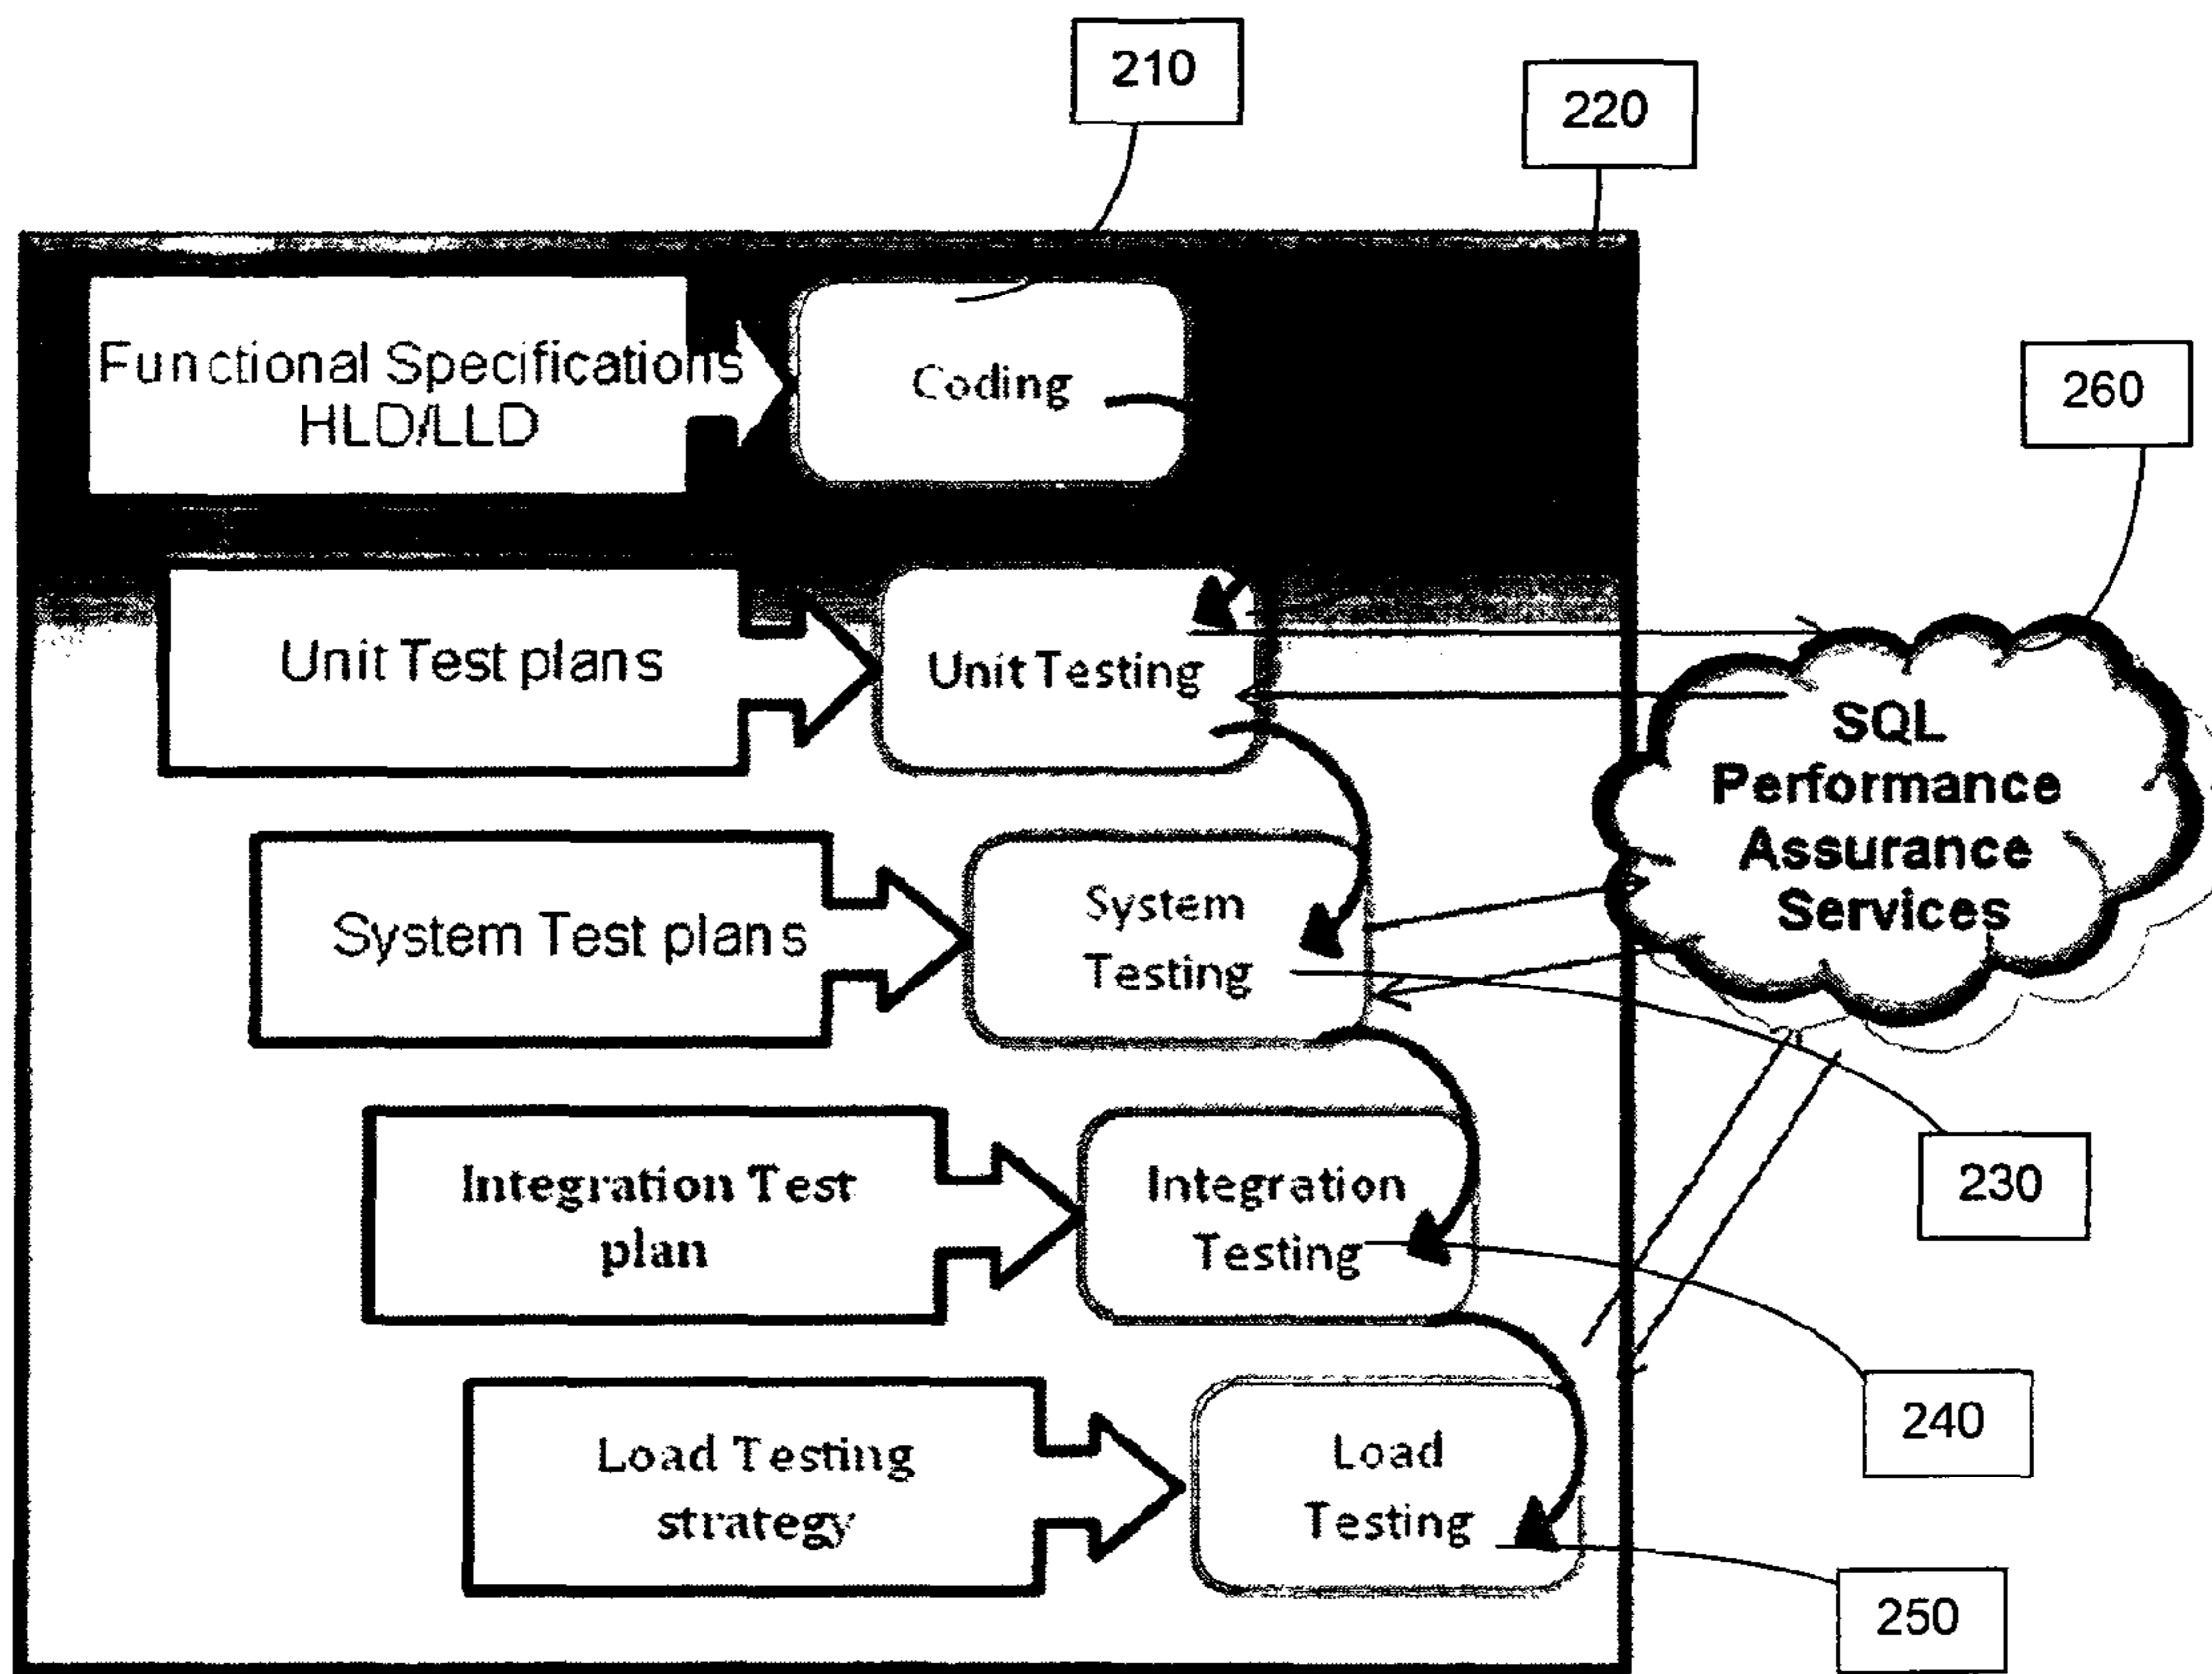 210
220
Functional Specifications
HLD/LLD
Coding
260
Unit Test plans
Unit Testing
SQL
Performance
Assurance
Services
System Test plans
System
Testing
230
Integration Test
plan
Integration
Testing
240
Load Testing
strategy
Load
Testing
250